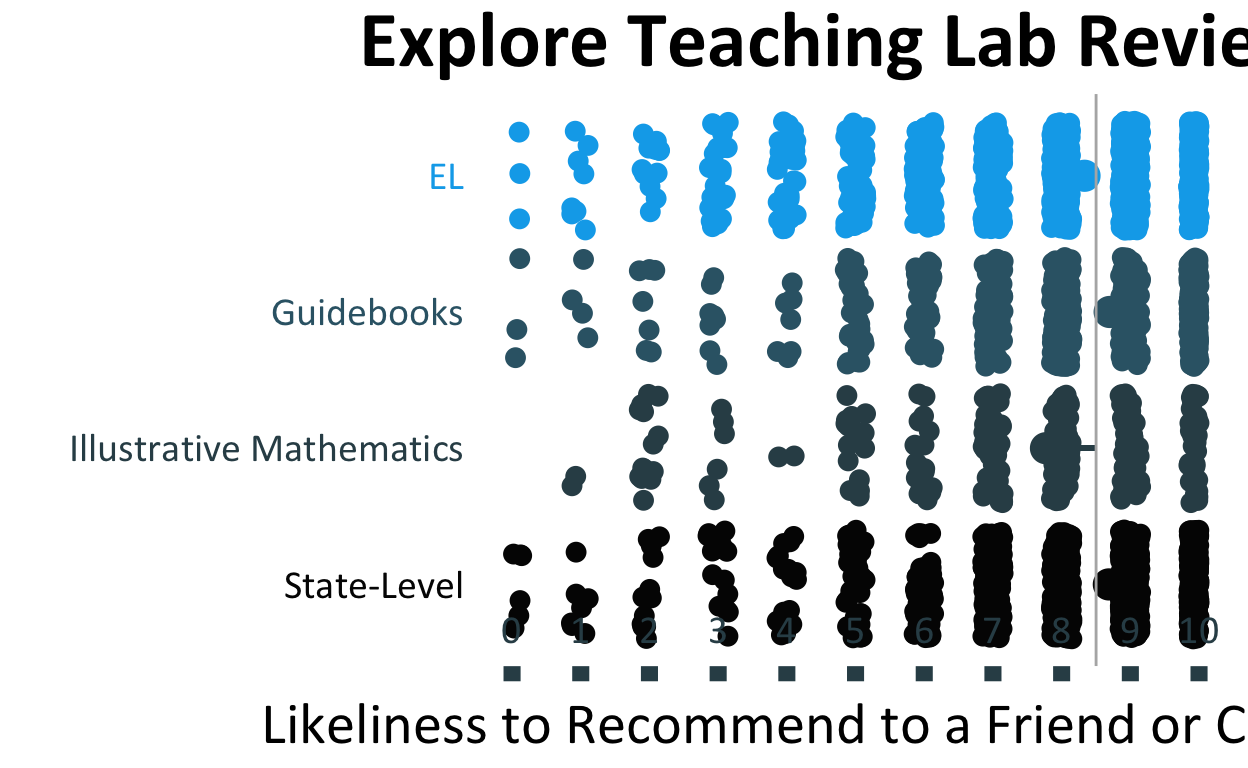 Explore Teaching Lab Revie
EL
Guidebooks
Illustrative Mathematics
State-Level
0 1 2 3 4 5 6 7 8 9 10
Likeliness to Recommend to a Friend or C